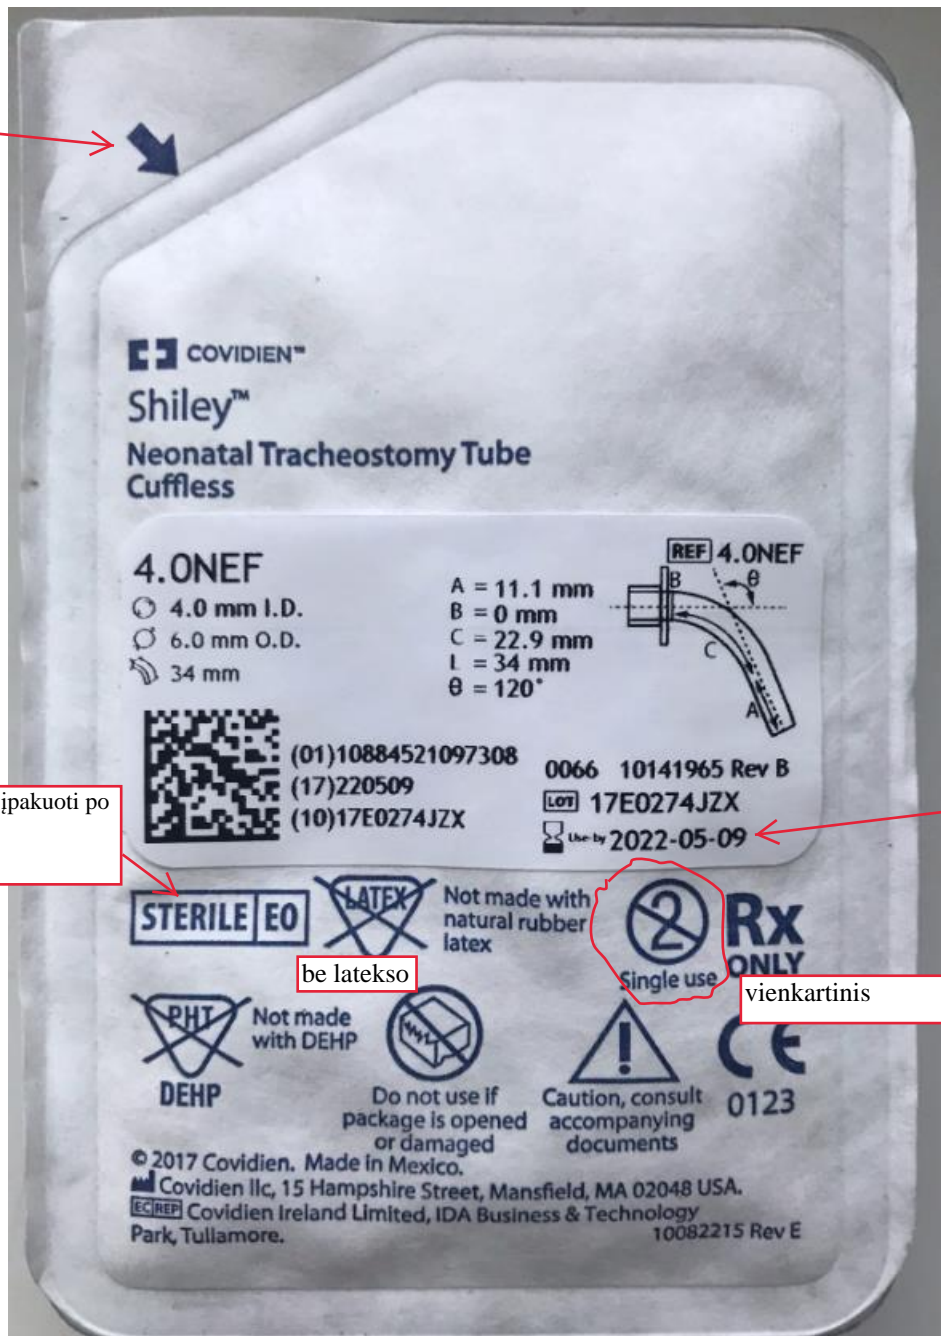 COVIDIEN™
Shiley™
Neonatal Tracheostomy Tube
Cuffless
4.0NEF
4.0 mm I.D.
6.0 mm O.D.
34 mm
A = 11.1 mm
B = 0 mm
C = 22.9 mm
L = 34 mm
θ = 120°
REF 4.0NEF
B
θ
C
A
(01)10884521097308
(17)220509
(10)17E0274JZX
0066 10141965 Rev B
LOT 17E0274JZX
Use-by 2022-05-09
įpakuoti po
STERILE EO
LATEX
Not made with
natural rubber
latex
be latekso
2
Single use
Rx
ONLY
vienkartinis
PHT
DEHP
Not made
with DEHP
Do not use if
package is opened
or damaged
Caution, consult
accompanying
documents
CE
0123
© 2017 Covidien. Made in Mexico.
Covidien llc, 15 Hampshire Street, Mansfield, MA 02048 USA.
EC REP Covidien Ireland Limited, IDA Business & Technology
Park, Tullamore.
10082215 Rev E